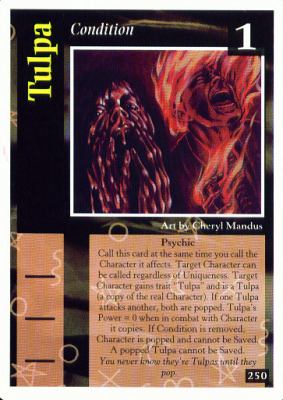 Tulpa
Condition
1
Art by Cheryl Mandus
Psychic
Call this card at the same time you call the
Character it affects. Target Character can
be called regardless of Uniqueness. Target
Character gains trait "Tulpa" and is a Tulpa
(a copy of the real Character). If one Tulpa
attacks another, both are popped. Tulpa's
Power = 0 when in combat with Character
it copies. If Condition is removed,
Character is popped and cannot be Saved.
A popped Tulpa cannot be Saved.
You never know they're Tulpas until they
pop.
250